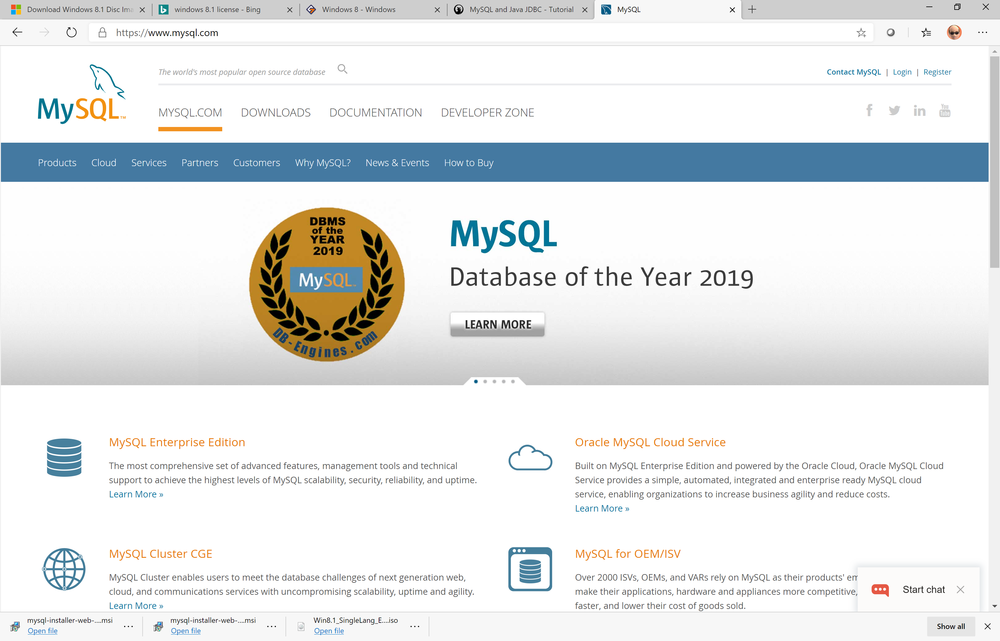 Download Windows 8.1 Disc Ima
windows 8.1 license - Bing
Windows 8 - Windows
MySQL and Java JDBC - Tutorial
MySQL
https://www.mysql.com
MySQL™
The world's most popular open source database
Contact MySQL | Login | Register
MYSQL.COM DOWNLOADS DOCUMENTATION DEVELOPER ZONE
f in You Tube
Products Cloud Services Partners Customers Why MySQL? News & Events How to Buy
DBMS
of the
YEAR
2019
MySQL™
DB-Engines.com
MySQL
Database of the Year 2019
LEARN MORE
MySQL Enterprise Edition
The most comprehensive set of advanced features, management tools and technical
support to achieve the highest levels of MySQL scalability, security, reliability, and uptime.
Learn More »
Oracle MySQL Cloud Service
Built on MySQL Enterprise Edition and powered by the Oracle Cloud, Oracle MySQL Cloud
Service provides a simple, automated, integrated and enterprise ready MySQL cloud
service, enabling organizations to increase business agility and reduce costs.
Learn More »
MySQL Cluster CGE
MySQL Cluster enables users to meet the database challenges of next generation web,
cloud, and communications services with uncompromising scalability, uptime and agility.
Learn More »
MySQL for OEM/ISV
Over 2000 ISVs, OEMs, and VARs rely on MySQL as their products' em
make their applications, hardware and appliances more competitive,
faster, and lower their cost of goods sold.
Start chat
mysql-installer-web-....msi
Open file
mysql-installer-web-....msi
Open file
Win8.1_SingleLang_E....iso
Open file
Show all